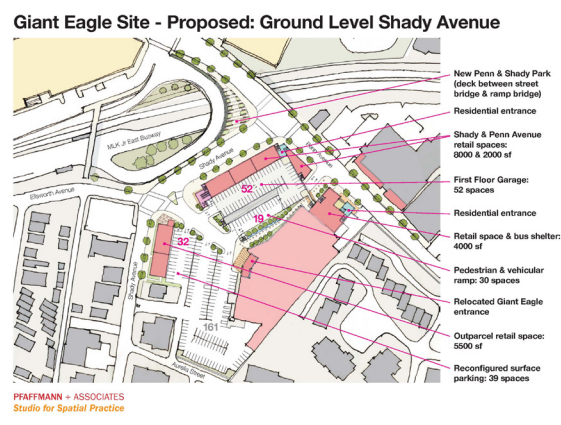 Giant Eagle Site - Proposed: Ground Level Shady Avenue
New Penn & Shady Park
(deck between street
bridge & ramp bridge)
Residential entrance
Shady & Penn Avenue
retail spaces:
8000 & 2000 sf
First Floor Garage:
52 spaces
Residential entrance
Retail space & bus shelter:
4000 sf
Pedestrian & vehicular
ramp: 30 spaces
Relocated Giant Eagle
entrance
Outparcel retail space:
5500 sf
Reconfigured surface
parking: 39 spaces
MLK Jr East Busway
Shady Avenue
Penn Avenue
Ellsworth Avenue
52
19
32
Shady Avenue
161
Aurelia Street
PFAFFMANN + ASSOCIATES
Studio for Spatial Practice